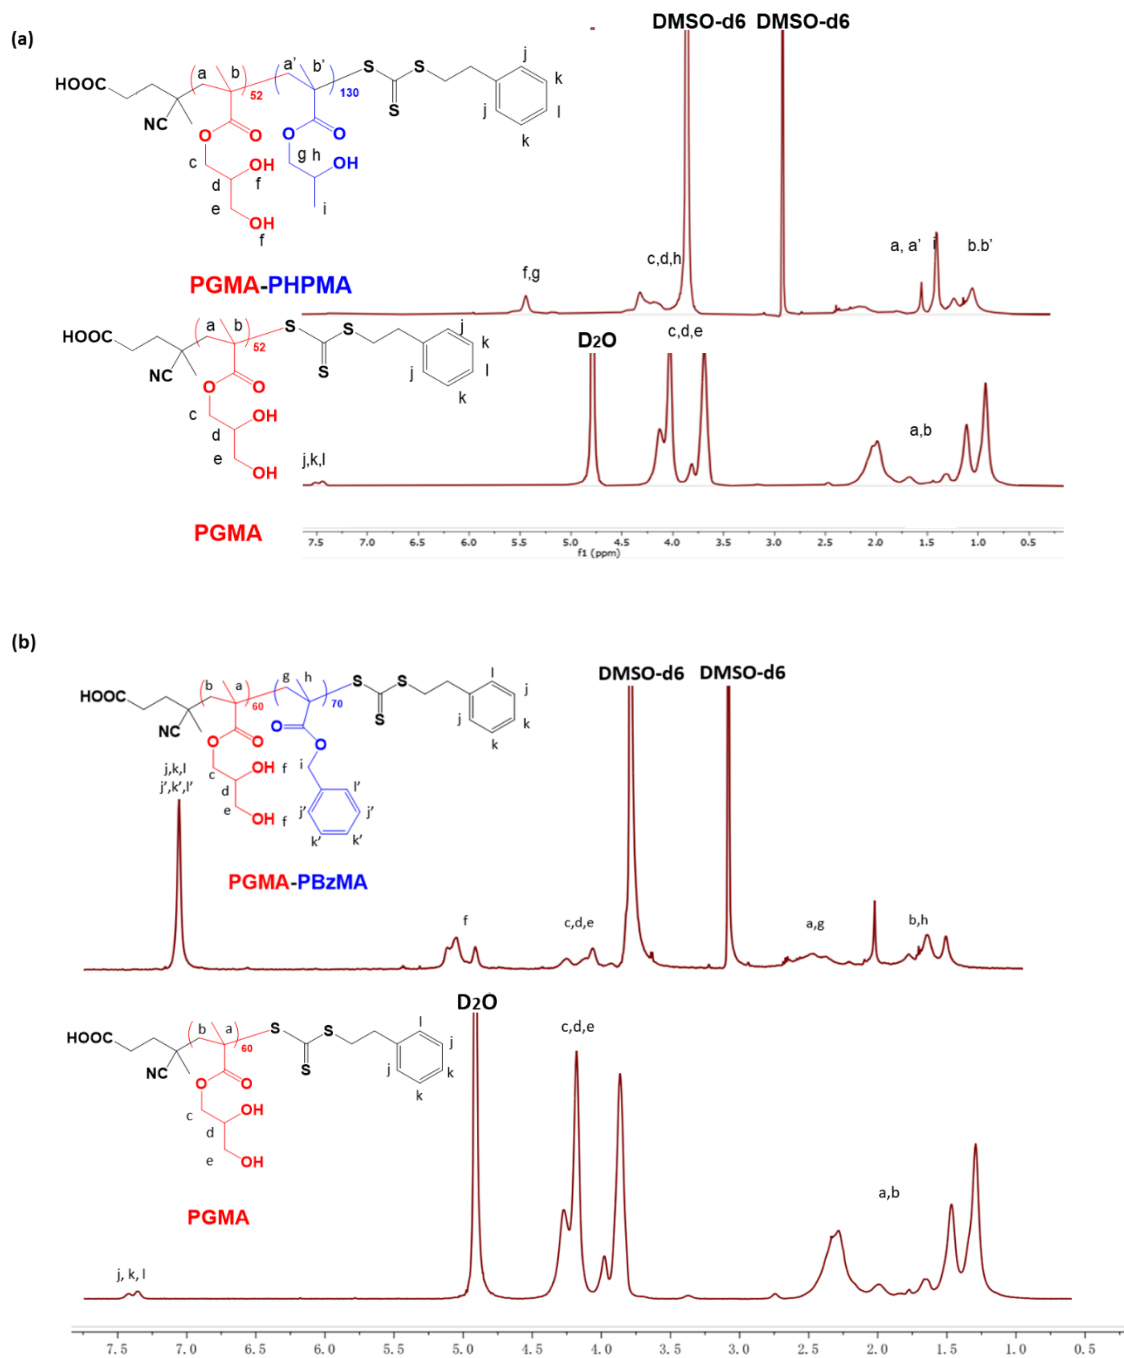 (a)
DMSO-d6 DMSO-d6
HOOC
a
b
52
a'
b'
130
S
S
S
j
k
l
j
k
NC
O
O
O
O
c
d
OH
f
e
OH
f
g
h
OH
i
PGMA-PHPMA
f,g
c,d,h
a, a’
i
b.b’
HOOC
a
b
52
S
S
S
j
k
l
j
k
NC
O
O
c
OH
d
e
OH
PGMA
j,k,l
D2O
c,d,e
a,b
7.5 7.0 6.5 6.0 5.5 5.0 4.5 4.0 3.5 3.0 2.5 2.0 1.5 1.0 0.5
f1 (ppm)
(b)
DMSO-d6 DMSO-d6
HOOC
b
a
60
g
h
70
S
S
S
l
j
k
j
k
NC
O
O
O
O
c
d
OH
f
e
OH
f
i
l'
j'
j'
k'
k'
PGMA-PBzMA
j,k,l
j',k',l'
f
c,d,e
a,g
b,h
HOOC
b
a
60
S
S
S
l
j
k
j
k
NC
O
O
c
OH
d
e
OH
PGMA
j, k, l
D2O
c,d,e
a,b
7.5 7.0 6.5 6.0 5.5 5.0 4.5 4.0 3.5 3.0 2.5 2.0 1.5 1.0 0.5 0.